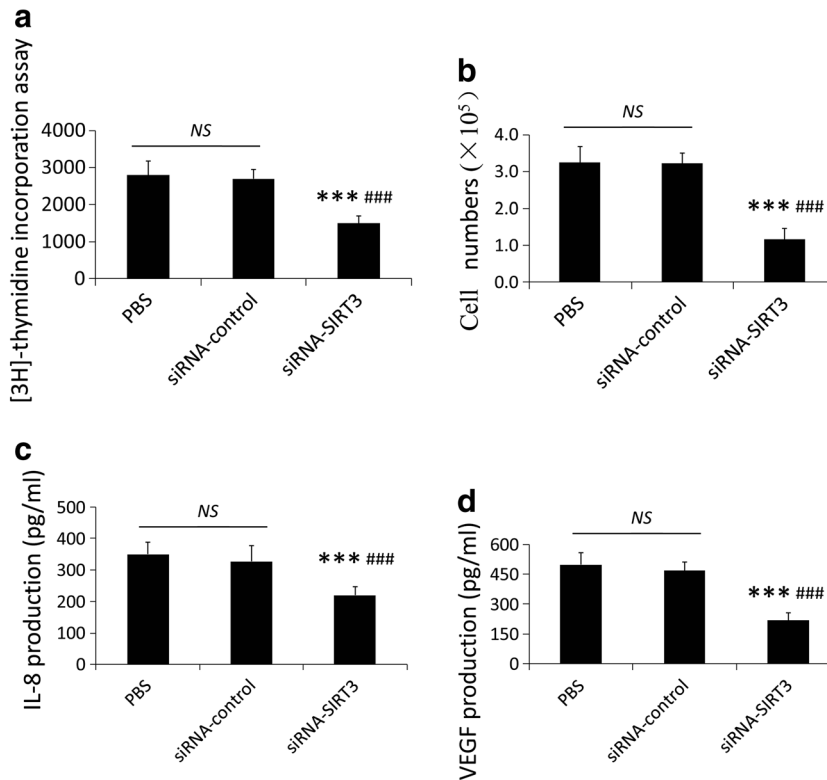 a
[3H]-thymidine incorporation assay
4000
3000
2000
1000
0
NS
*** ###
PBS
siRNA-control
siRNA-SIRT3
b
Cell numbers (×10⁵)
4.0
3.0
2.0
1.0
0.0
NS
*** ###
PBS
siRNA-control
siRNA-SIRT3
c
IL-8 production (pg/ml)
500
400
300
200
100
0
NS
*** ###
PBS
siRNA-control
siRNA-SIRT3
d
VEGF production (pg/ml)
600
450
300
150
0
NS
*** ###
PBS
siRNA-control
siRNA-SIRT3